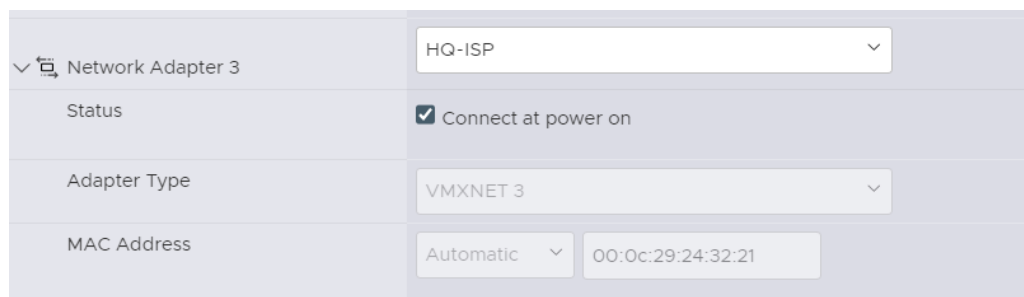 HQ-ISP
Network Adapter 3
Status
Connect at power on
Adapter Type
VMXNET 3
MAC Address
Automatic
00:0c:29:24:32:21